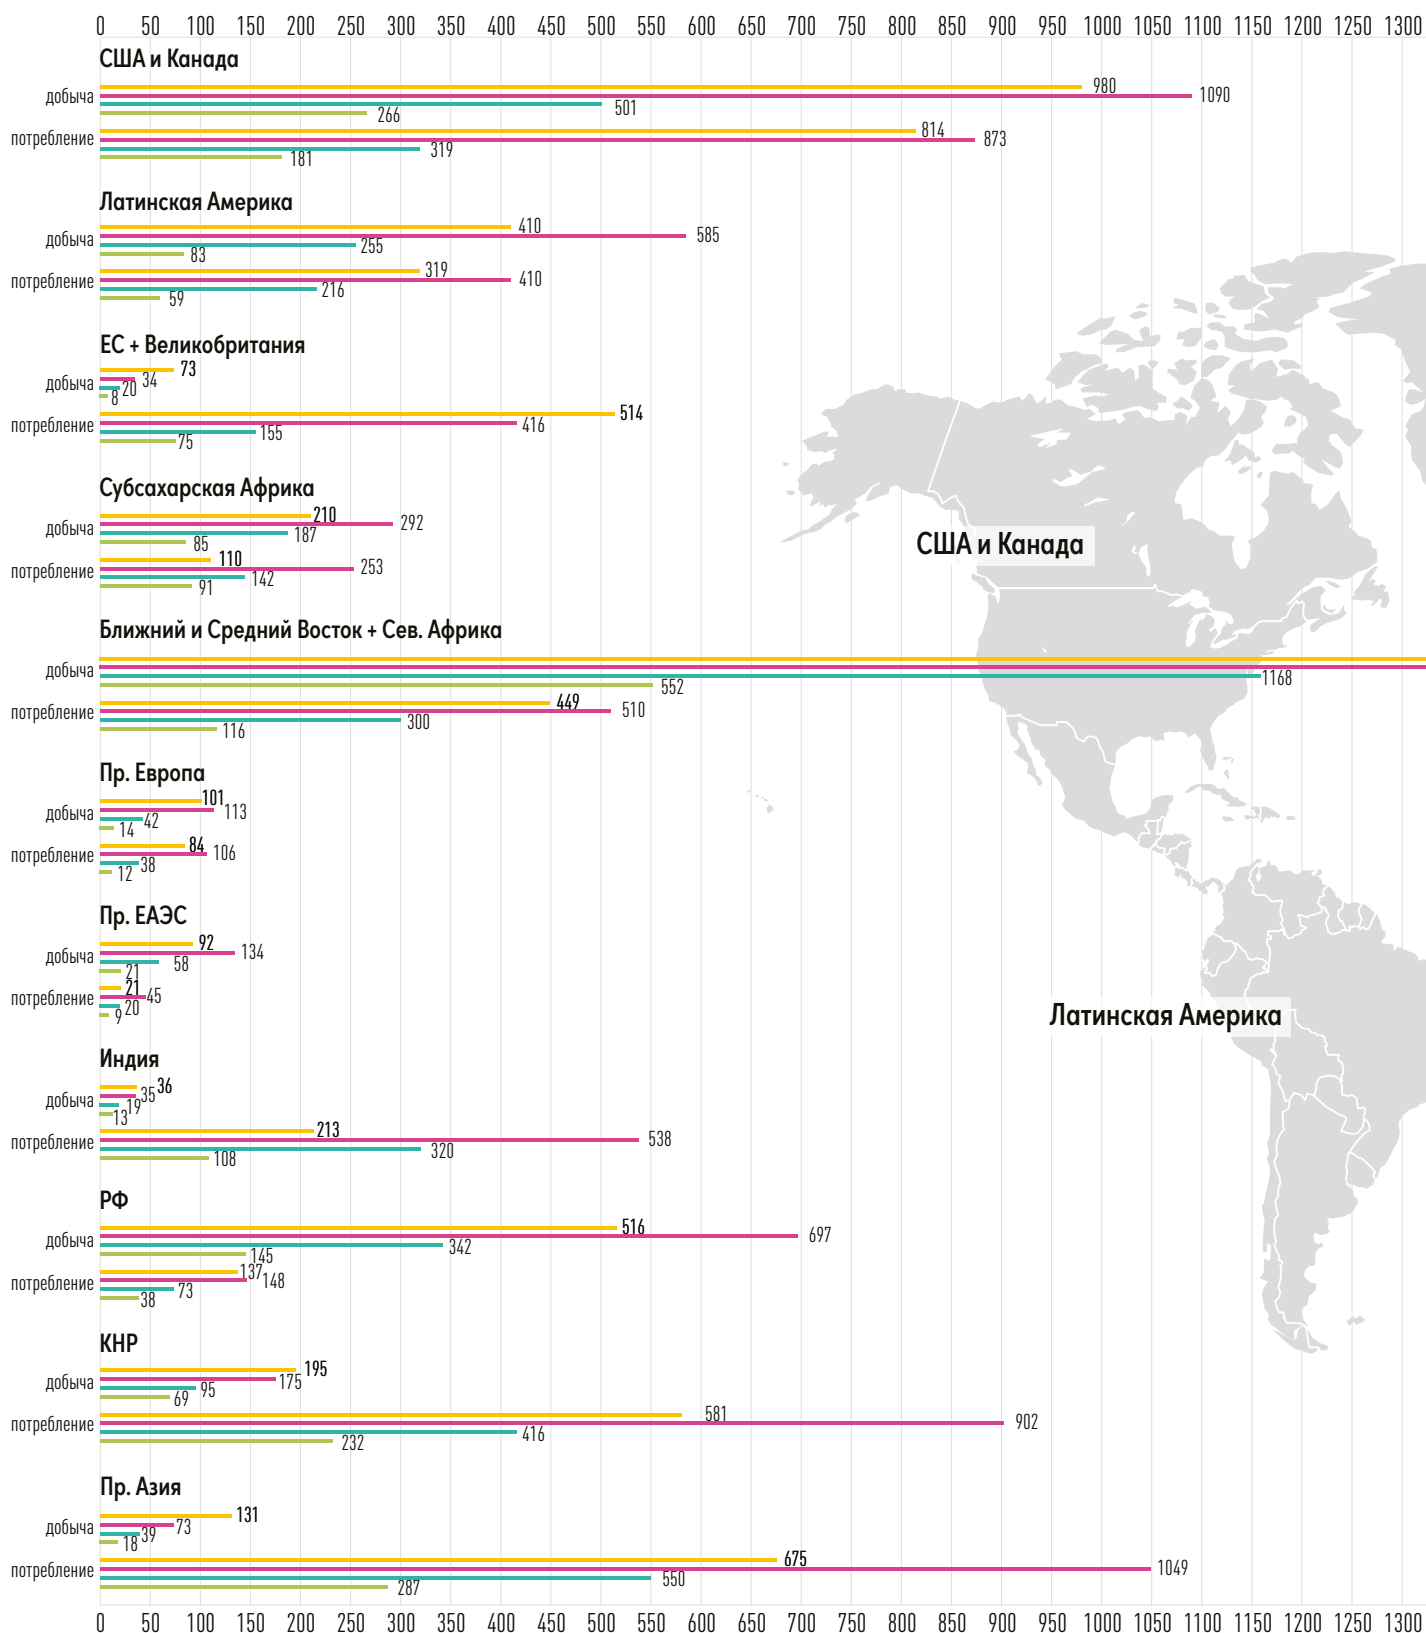 0 50 100 150 200 250 300 350 400 450 500 550 600 650 700 750 800 850 900 950 1000 1050 1100 1150 1200 1250 1300
США и Канада
добыча 980 1090 501 266
потребление 814 873 319 181
Латинская Америка
добыча 410 585 255 83
потребление 319 410 216 59
ЕС + Великобритания
добыча 73 34 20 8
потребление 514 416 155 75
Субсахарская Африка
добыча 210 292 187 85
потребление 110 253 142 91
США и Канада
Ближний и Средний Восток + Сев. Африка
добыча 1168 552
потребление 449 510 300 116
Пр. Европа
добыча 101 113 42 14
потребление 84 106 38 12
Пр. ЕАЭС
добыча 92 134 58 21
потребление 21 45 20 9
Латинская Америка
Индия
добыча 36 35 19 13
потребление 213 538 320 108
РФ
добыча 516 697 342 145
потребление 137 148 73 38
КНР
добыча 195 175 95 69
потребление 581 902 416 232
Пр. Азия
добыча 131 73 39 18
потребление 675 1049 550 287
0 50 100 150 200 250 300 350 400 450 500 550 600 650 700 750 800 850 900 950 1000 1050 1100 1150 1200 1250 1300